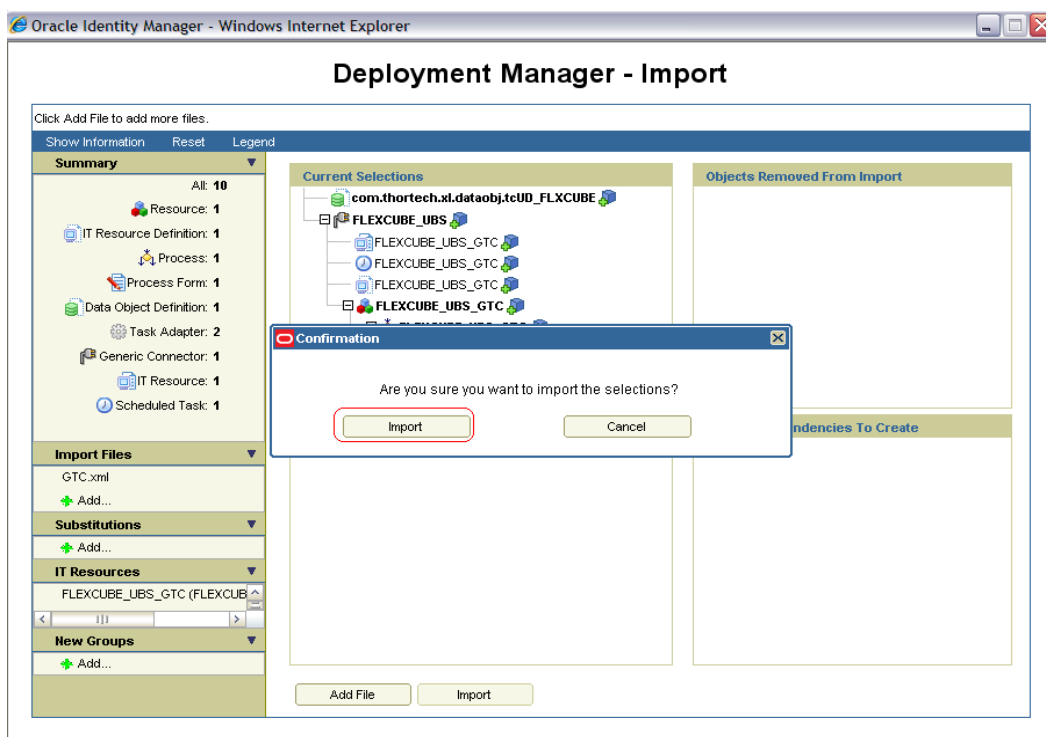 Oracle Identity Manager - Windows Internet Explorer
Deployment Manager - Import
Click Add File to add more files.
Show Information Reset Legend
Summary
All: 10
Resource: 1
IT Resource Definition: 1
Process: 1
Process Form: 1
Data Object Definition: 1
Task Adapter: 2
Generic Connector: 1
IT Resource: 1
Scheduled Task: 1
Import Files
GTC.xml
Add...
Substitutions
Add...
IT Resources
FLEXCUBE_UBS_GTC (FLEXCUB
New Groups
Add...
Current Selections
com.thortech.xl.dataobj.tcUD_FLXCUBE
FLEXCUBE_UBS
FLEXCUBE_UBS_GTC
FLEXCUBE_UBS_GTC
FLEXCUBE_UBS_GTC
FLEXCUBE_UBS_GTC
Objects Removed From Import
Confirmation
Are you sure you want to import the selections?
Import Cancel
ndencies To Create
Add File Import